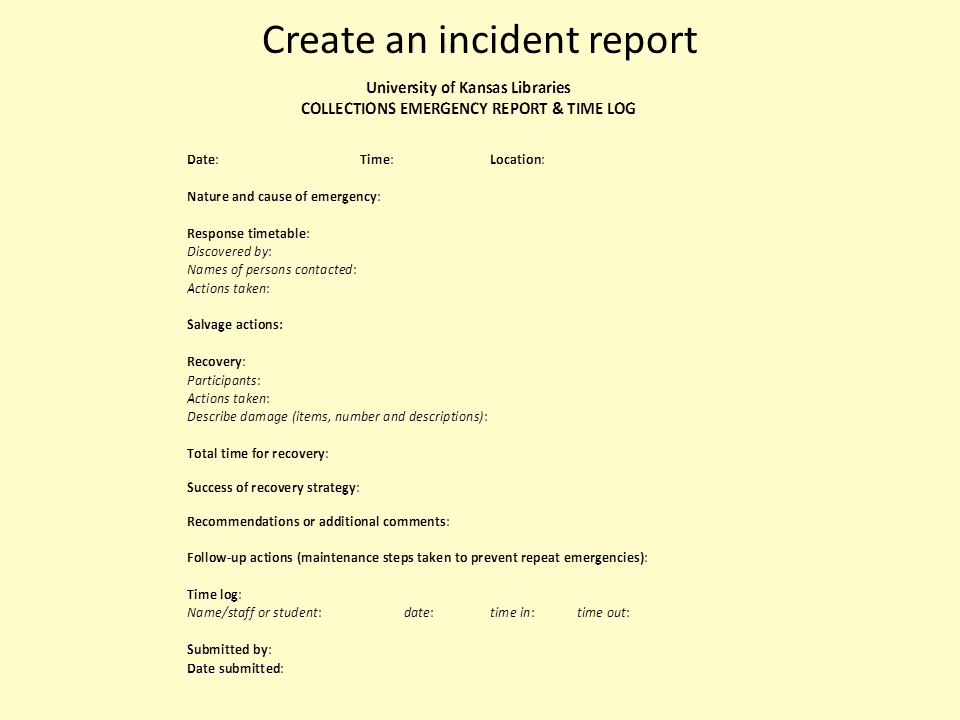 Create an incident report
University of Kansas Libraries
COLLECTIONS EMERGENCY REPORT & TIME LOG
Date: Time: Location:
Nature and cause of emergency:
Response timetable:
Discovered by:
Names of persons contacted:
Actions taken:
Salvage actions:
Recovery:
Participants:
Actions taken:
Describe damage (items, number and descriptions):
Total time for recovery:
Success of recovery strategy:
Recommendations or additional comments:
Follow-up actions (maintenance steps taken to prevent repeat emergencies):
Time log:
Name/staff or student: date: time in: time out:
Submitted by:
Date submitted: